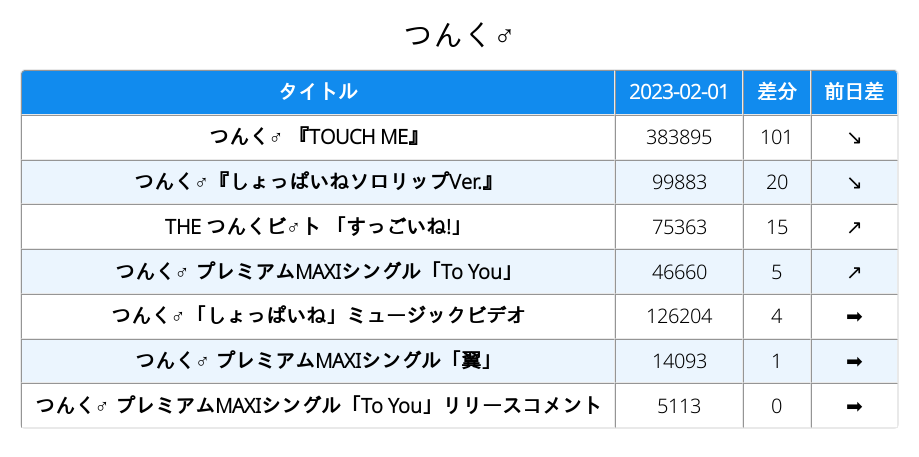 つんく♂
タイトル 2023-02-01 差分 前日差
つんく♂ 『TOUCH ME』 383895 101 ↘
つんく♂『しょっぱいねソロリップVer.』 99883 20 ↘
THE つんくビ♂ト 「すっごいね!」 75363 15 ↗
つんく♂ プレミアムMAXIシングル「To You」 46660 5 ↗
つんく♂「しょっぱいね」ミュージックビデオ 126204 4 ➡
つんく♂ プレミアムMAXIシングル「翼」 14093 1 ➡
つんく♂ プレミアムMAXIシングル「To You」リリースコメント 5113 0 ➡